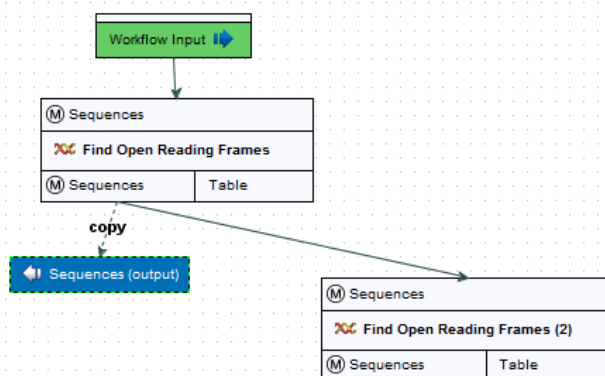 Workflow Input
M Sequences
Find Open Reading Frames
M Sequences Table
copy
Sequences (output)
M Sequences
Find Open Reading Frames (2)
M Sequences Table